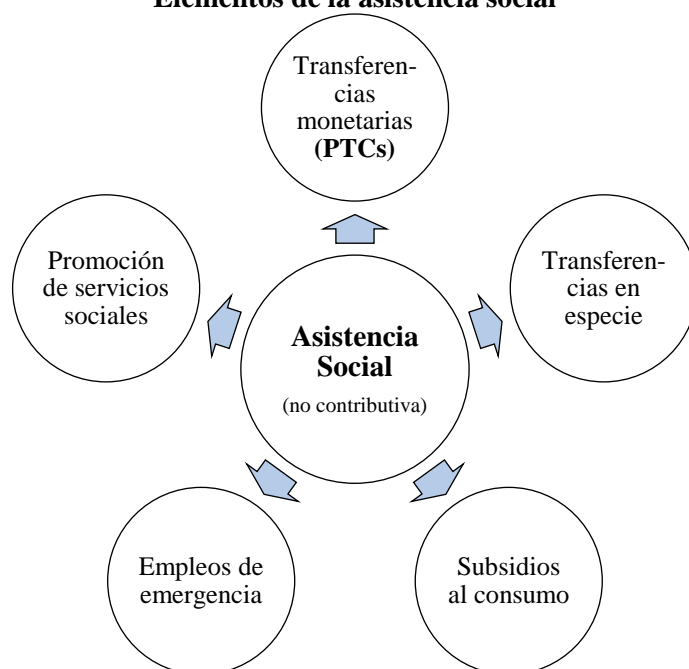 Elementos de la asistencia social
Transferen-
cias
monetarias
(PTCs)
Promoción
de servicios
sociales
Transferen-
cias en
especie
Asistencia
Social
(no contributiva)
Empleos de
emergencia
Subsidios
al consumo